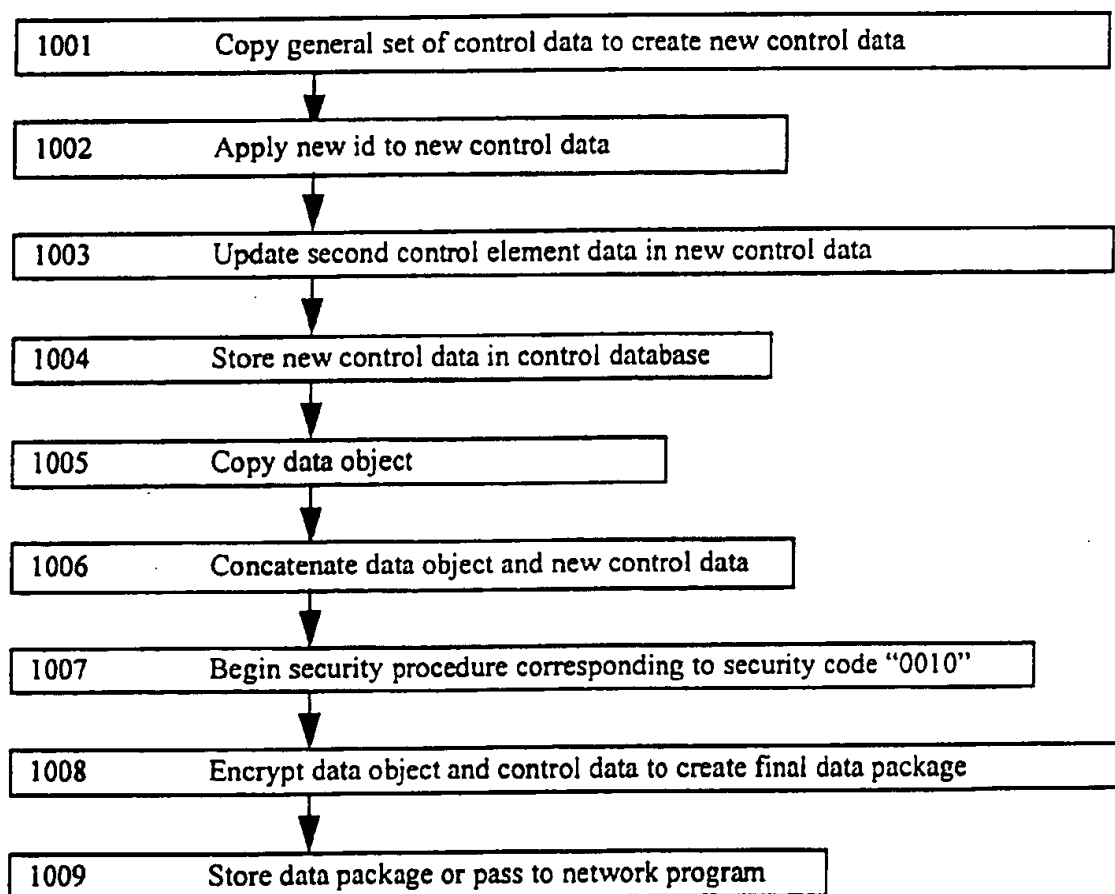 1001 Copy general set of control data to create new control data
1002 Apply new id to new control data
1003 Update second control element data in new control data
1004 Store new control data in control database
1005 Copy data object
1006 Concatenate data object and new control data
1007 Begin security procedure corresponding to security code “0010”
1008 Encrypt data object and control data to create final data package
1009 Store data package or pass to network program